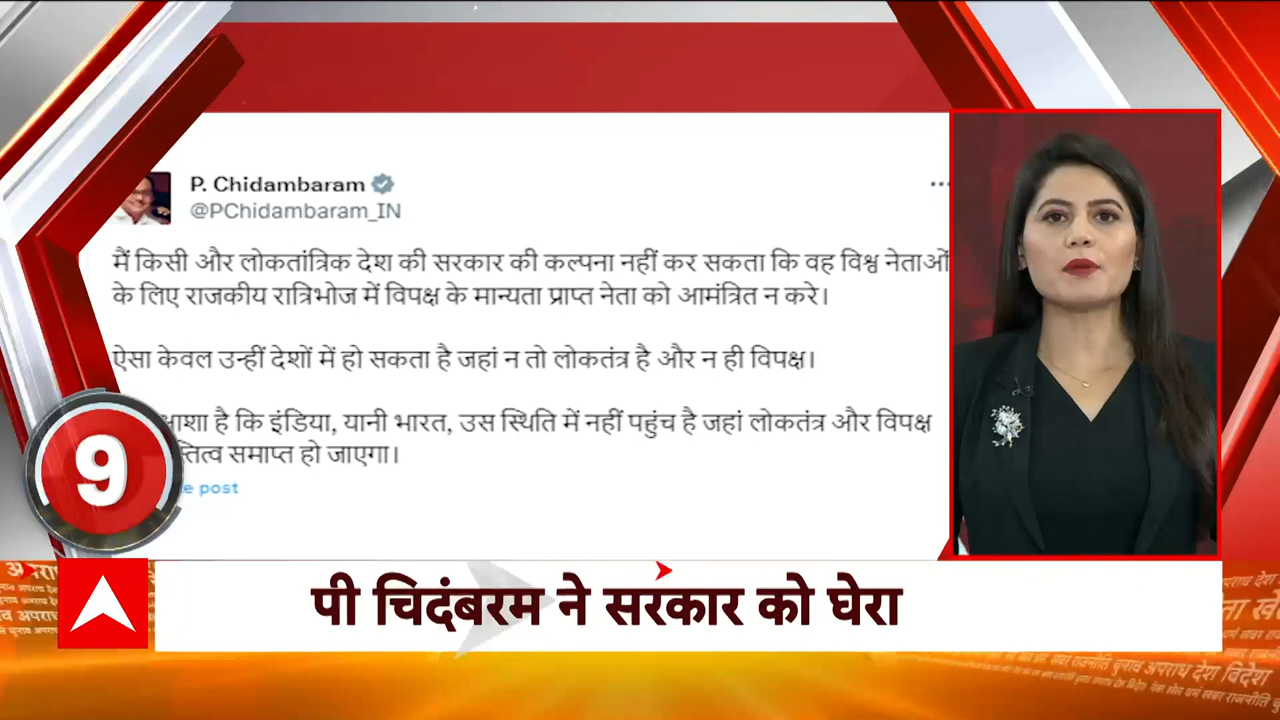 P. Chidambaram
@PChidambaram_IN
मैं किसी और लोकतांत्रिक देश की सरकार की कल्पना नहीं कर सकता कि वह विश्व नेताओं
के लिए राजकीय रात्रिभोज में विपक्ष के मान्यता प्राप्त नेता को आमंत्रित न करे।
ऐसा केवल उन्हीं देशों में हो सकता है जहां न तो लोकतंत्र है और न ही विपक्ष।
है कि इंडिया, यानी भारत, उस स्थिति में नहीं पहुंच है जहां लोकतंत्र और विपक्ष
समाप्त हो जाएगा।
post
9
पी चिदंबरम ने सरकार को घेरा
चुनाव अपराध देश विदेश